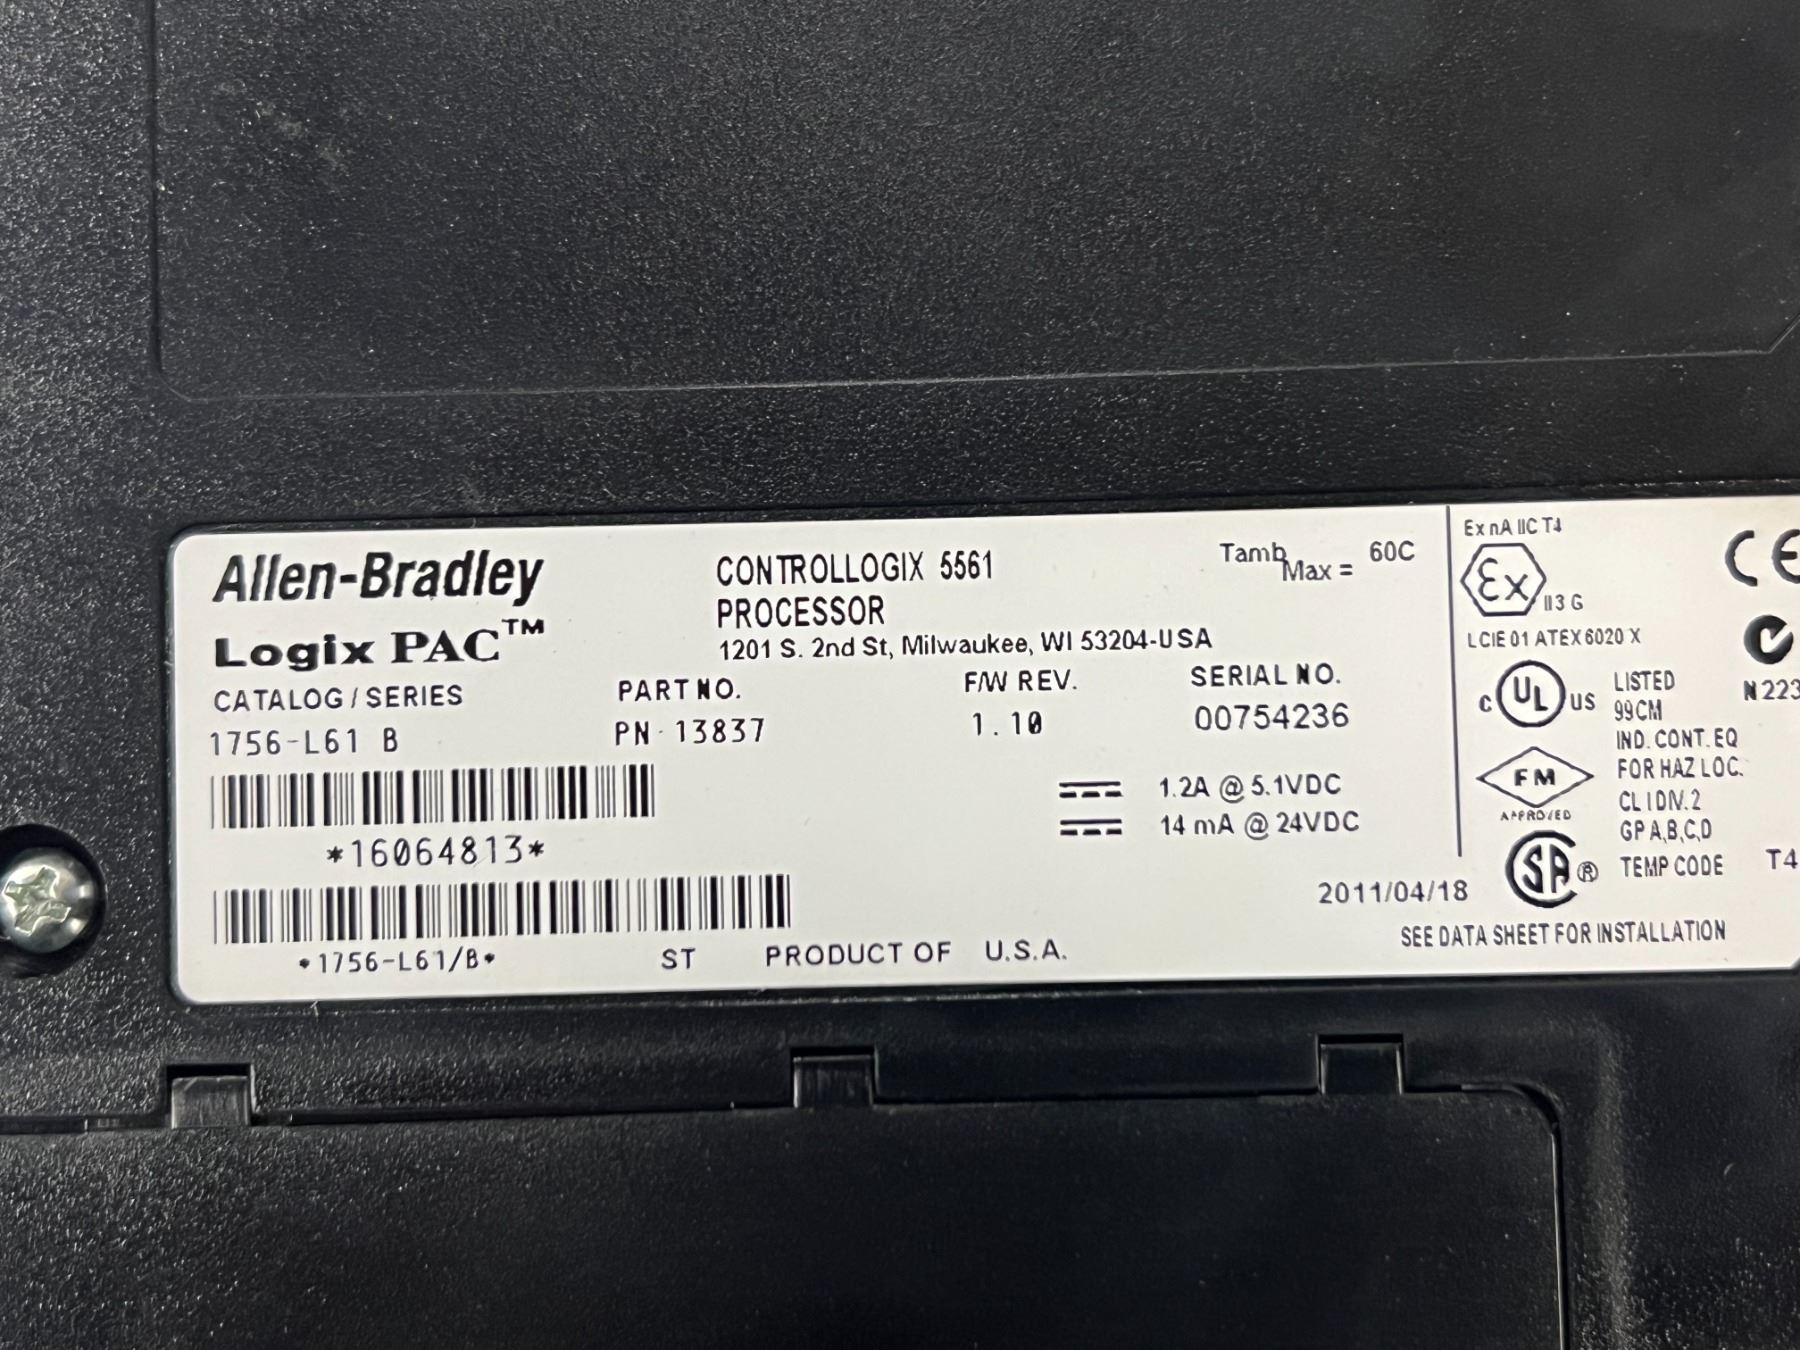 Allen-Bradley
Logix PAC™
CONTROLLOGIX 5561
PROCESSOR
1201 S. 2nd St, Milwaukee, WI 53204-USA
Tamb Max = 60C
CATALOG / SERIES
1756-L61 B
PART NO.
PN-13837
F/W REV.
1.10
SERIAL NO.
00754236
*16064813*
1.2A @ 5.1VDC
14 mA @ 24VDC
*1756-L61/B*
ST PRODUCT OF U.S.A.
2011/04/18
Ex nA IIC T4
Ex II 3 G
LCIE 01 ATEX 6020 X
CE
N223
C UL US
LISTED
99CM
IND. CONT. EQ
FOR HAZ LOC.
CL I DIV. 2
GP A,B,C,D
TEMP CODE T4
FM
APPROVED
SA ®
SEE DATA SHEET FOR INSTALLATION